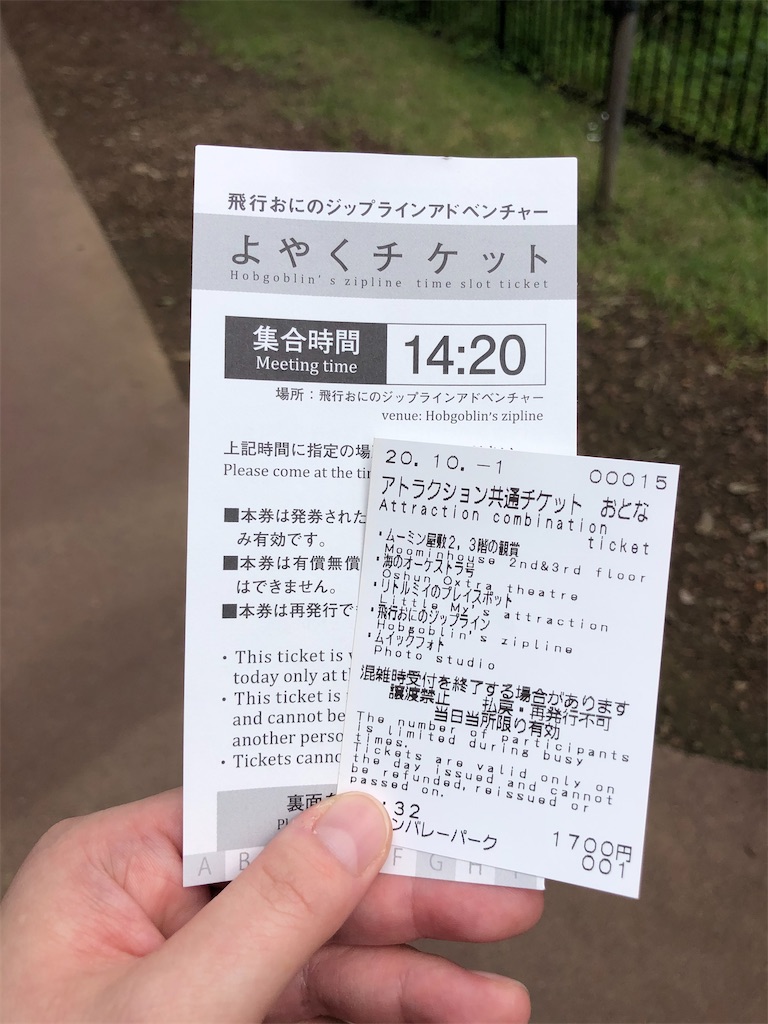 飛行おにのジップラインアドベンチャー
よやくチケット
Hobgoblin's zipline time slot ticket
集合時間
Meeting time
14:20
場所：飛行おにのジップラインアドベンチャー
venue: Hobgoblin's zipline
上記時間に指定の場
Please come at the
■本券は発券された
み有効です。
■本券は有償無償
はできません。
■本券は再発行
・This ticket is
today only at
・This ticket is
and cannot be
another
・Tickets
裏面
A B F G H
20.10.-1
00015
アトラクション共通チケット おとな
Attraction combination
ticket
・ムーミン屋敷2,3階の観賞
Moominhouse 2nd&3rd floor
・海のオーケストラ号
Oshun Oxtra theatre
・リトルミイのプレイスポット
Little My's attraction
・飛行おにのジップライン
Hobgoblin's zipline
・ムイックフォト
Photo studio
混雑時受付を終了する場合があります
譲渡禁止 払戻・再発行不可
当日当所限り有効
The number of participants
is limited during busy
times.
Tickets are valid only on
the day issued and cannot
be refunded,reissued or
passed on.
:32
ンバレーパーク
1700円
001